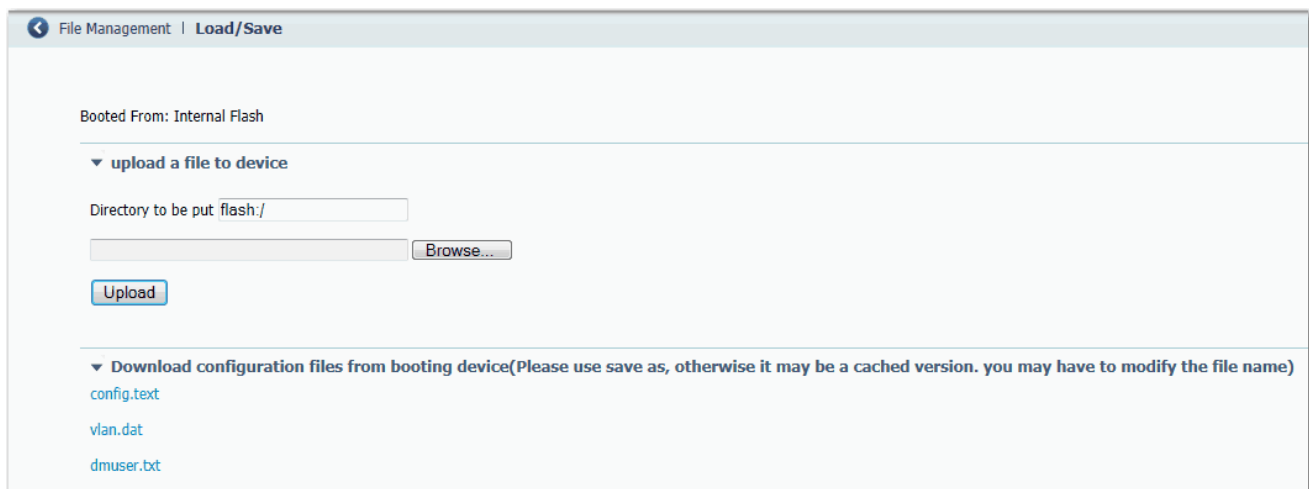 File Management | Load/Save
Booted From: Internal Flash
upload a file to device
Directory to be put flash:/
Browse...
Upload
Download configuration files from booting device(Please use save as, otherwise it may be a cached version. you may have to modify the file name)
config.text
vlan.dat
dmuser.txt